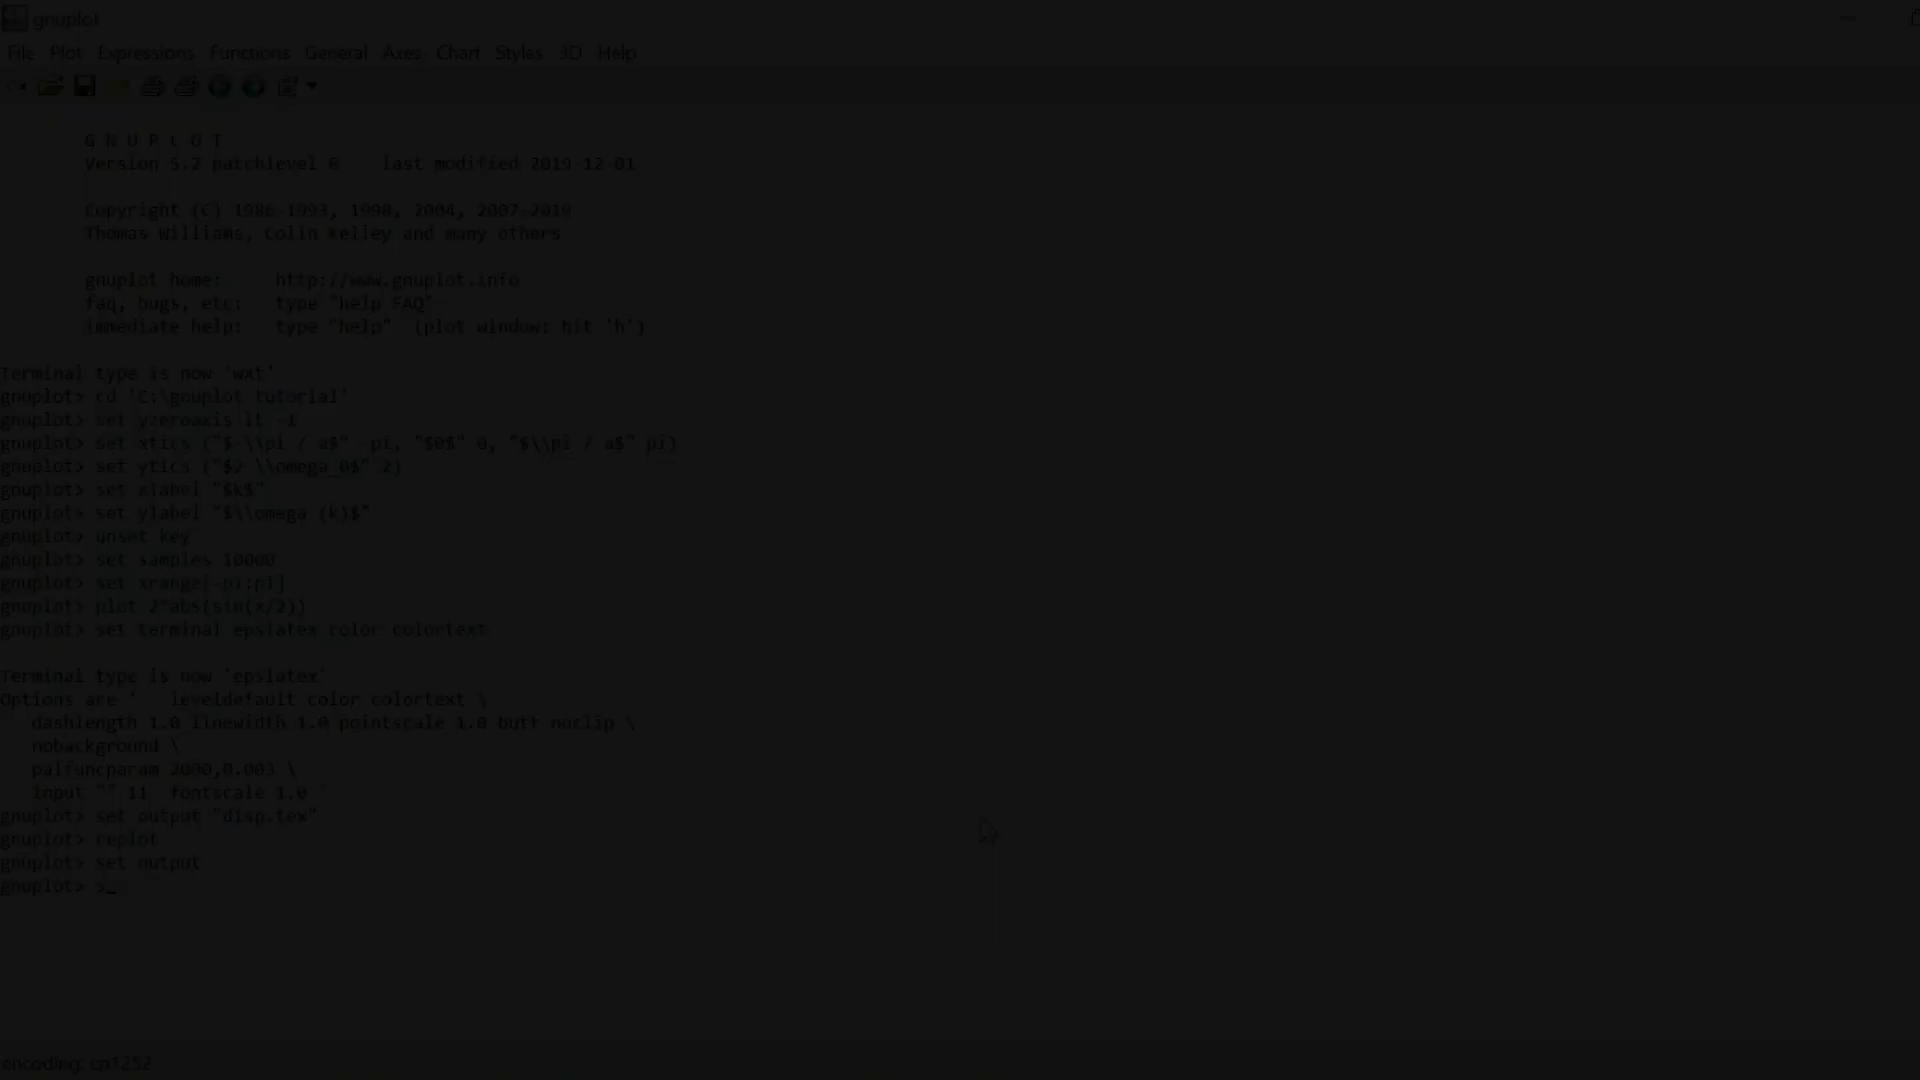 gnuplot
File Plot Expressions Functions General Axes Chart Styles 3D Help
G N U P L O T
Version 5.2 patchlevel 8 last modified 2019-12-01
Copyright (C) 1986-1993, 1998, 2004, 2007-2019
Thomas Williams, Colin Kelley and many others
gnuplot home: http://www.gnuplot.info
faq, bugs, etc: type "help FAQ"
immediate help: type "help" (plot window: hit 'h')
Terminal type is now 'wxt'
gnuplot> cd 'C:\gnuplot tutorial'
gnuplot> set yzeroaxis lt -1
gnuplot> set xtics ("$-\\pi / a$" -pi, "$0$" 0, "$\\pi / a$" pi)
gnuplot> set ytics ("$2 \\omega_0$" 2)
gnuplot> set xlabel "$k$"
gnuplot> set ylabel "$\\omega (k)$"
gnuplot> unset key
gnuplot> set samples 10000
gnuplot> set xrange[-pi:pi]
gnuplot> plot 2*abs(sin(x/2))
gnuplot> set terminal epslatex color colortext
Terminal type is now 'epslatex'
Options are ' leveldefault color colortext \
dashlength 1.0 linewidth 1.0 pointscale 1.0 butt noclip \
nobackground \
palfuncparam 2000,0.003 \
input "" 11 fontscale 1.0 '
gnuplot> set output "disp.tex"
gnuplot> replot
gnuplot> set output
gnuplot> s_
encoding: cp1252